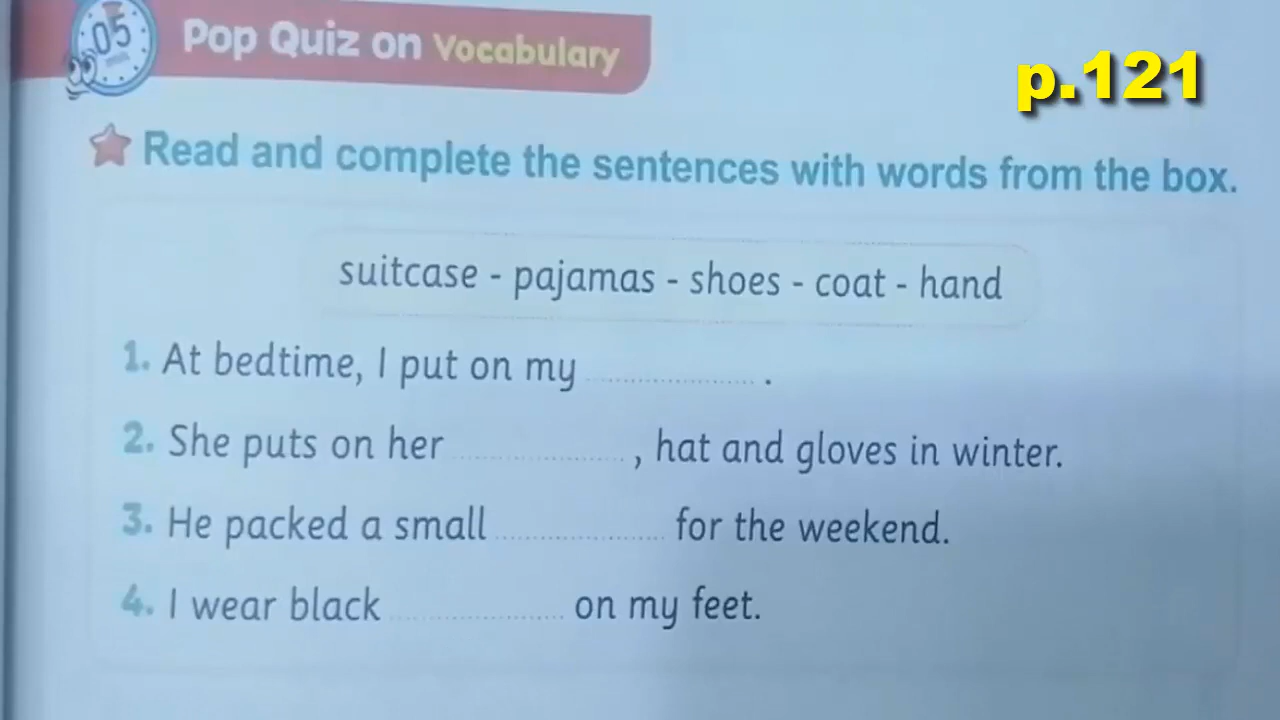 05
Pop Quiz on Vocabulary
p.121
Read and complete the sentences with words from the box.
suitcase - pajamas - shoes - coat - hand
1. At bedtime, I put on my .................... .
2. She puts on her .................... , hat and gloves in winter.
3. He packed a small .................... for the weekend.
4. I wear black .................... on my feet.